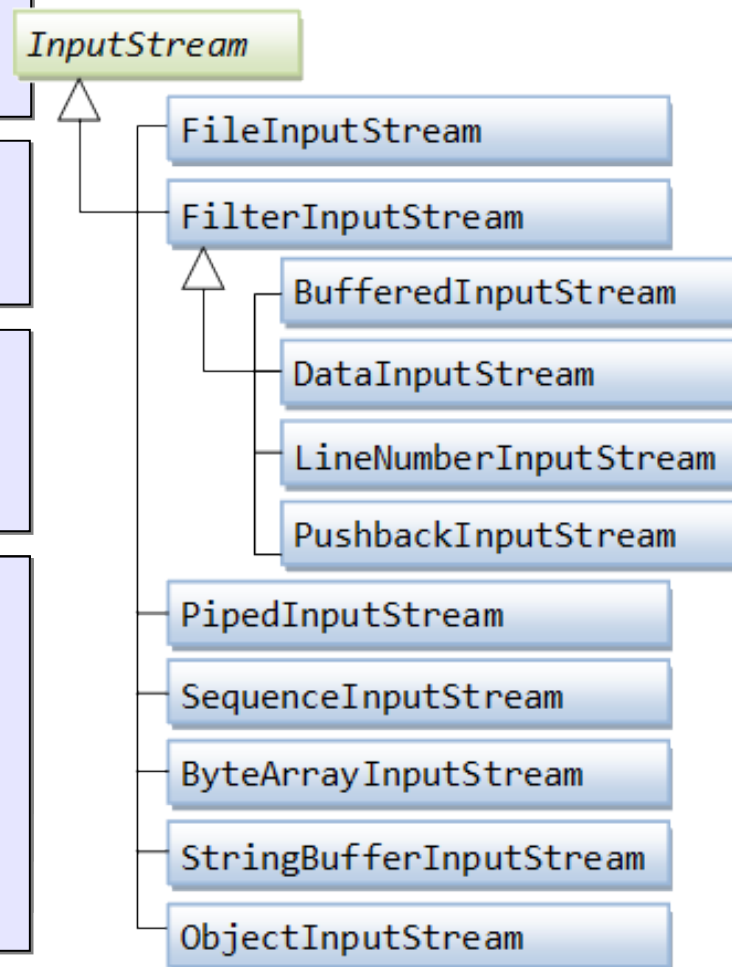 InputStream
FileInputStream
FilterInputStream
BufferedInputStream
DataInputStream
LineNumberInputStream
PushbackInputStream
PipedInputStream
SequenceInputStream
ByteArrayInputStream
StringBufferInputStream
ObjectInputStream